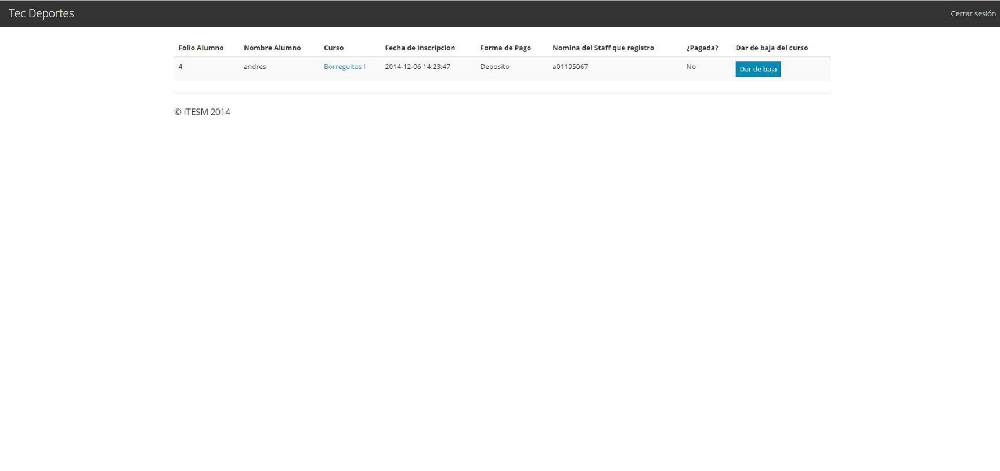 Tec Deportes Cerrar sesión
Folio Alumno Nombre Alumno Curso Fecha de Inscripcion Forma de Pago Nomina del Staff que registro ¿Pagada? Dar de baja del curso
4 andres Borreguitos I 2014-12-06 14:23:47 Deposito a01195067 No Dar de baja
© ITESM 2014